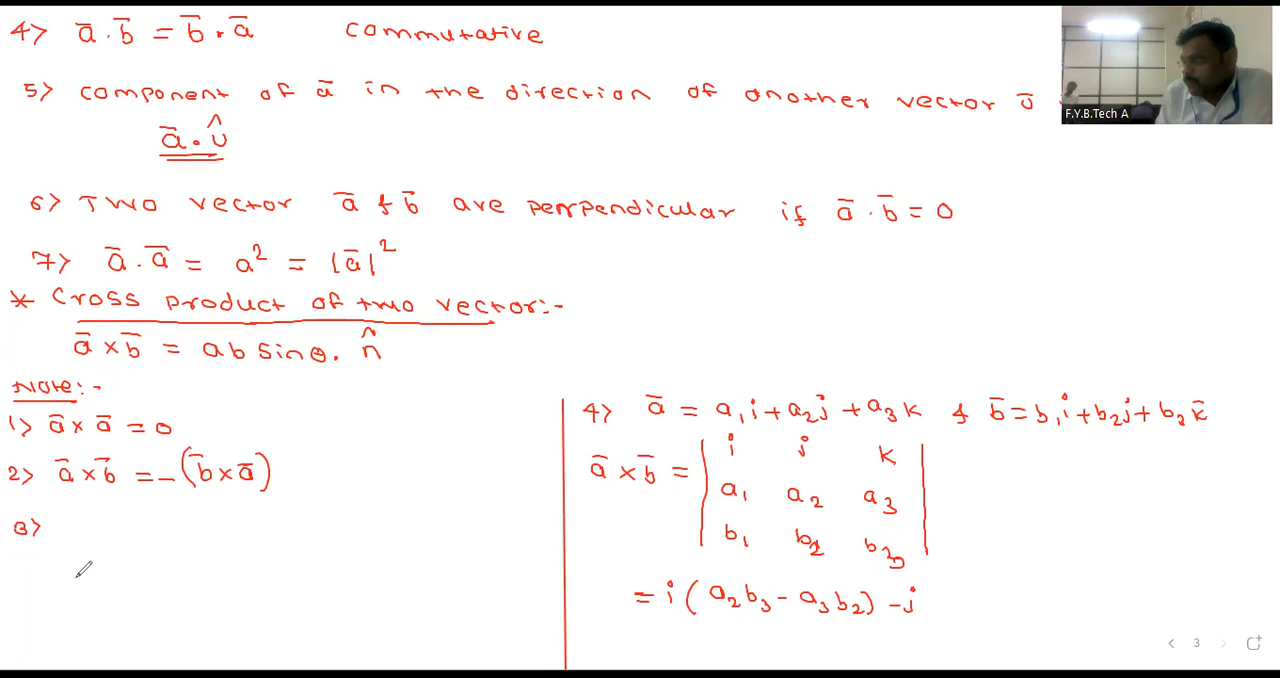 4> a̅ . b̅ = b̅ . a̅ commutative
5> component of a̅ in the direction of another vector u̅
a̅ . û
6> Two vector a̅ & b̅ are perpendicular if a̅ . b̅ = 0
7> a̅ . a̅ = a² = |a̅|²
* Cross product of two vector:-
a̅ × b̅ = ab sinθ. n̂
Note:-
1> a̅ × a̅ = 0
2> a̅ × b̅ = -(b̅ × a̅)
3>
4> a̅ = a₁i + a₂j + a₃k & b̅ = b₁i + b₂j + b₃k̅
a̅ × b̅ = | i j k |
a₁ a₂ a₃
b₁ b₂ b₃
= i(a₂b₃ - a₃b₂) - j
F.Y.B.Tech A
< 3 >